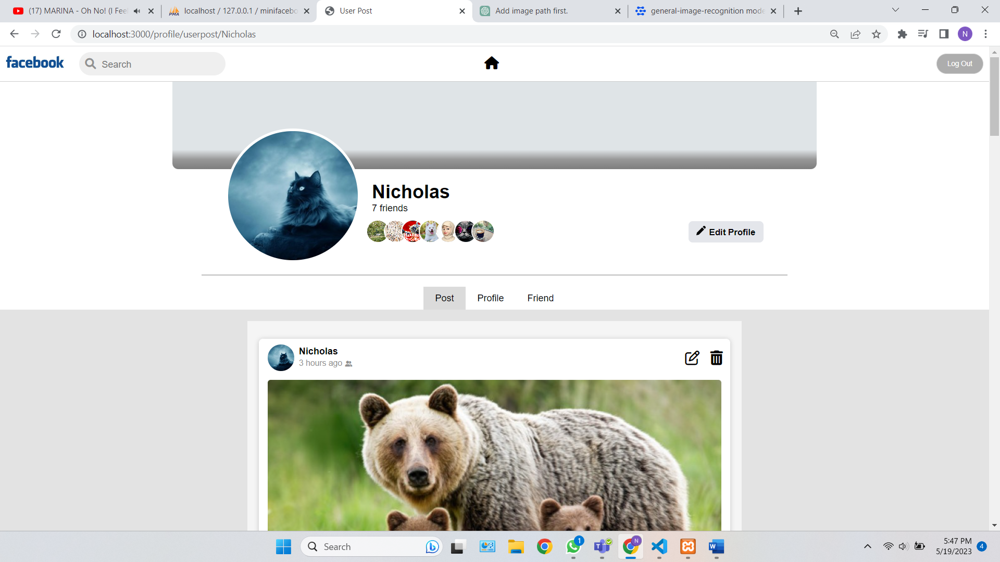 (17) MARINA - Oh No! (I Feel
localhost / 127.0.0.1 / minifacebo
User Post
Add image path first.
general-image-recognition mode
localhost:3000/profile/userpost/Nicholas
N
facebook
Search
Log Out
Nicholas
7 friends
Edit Profile
Post
Profile
Friend
Nicholas
3 hours ago
Search
1
N
5:47 PM
5/19/2023
4